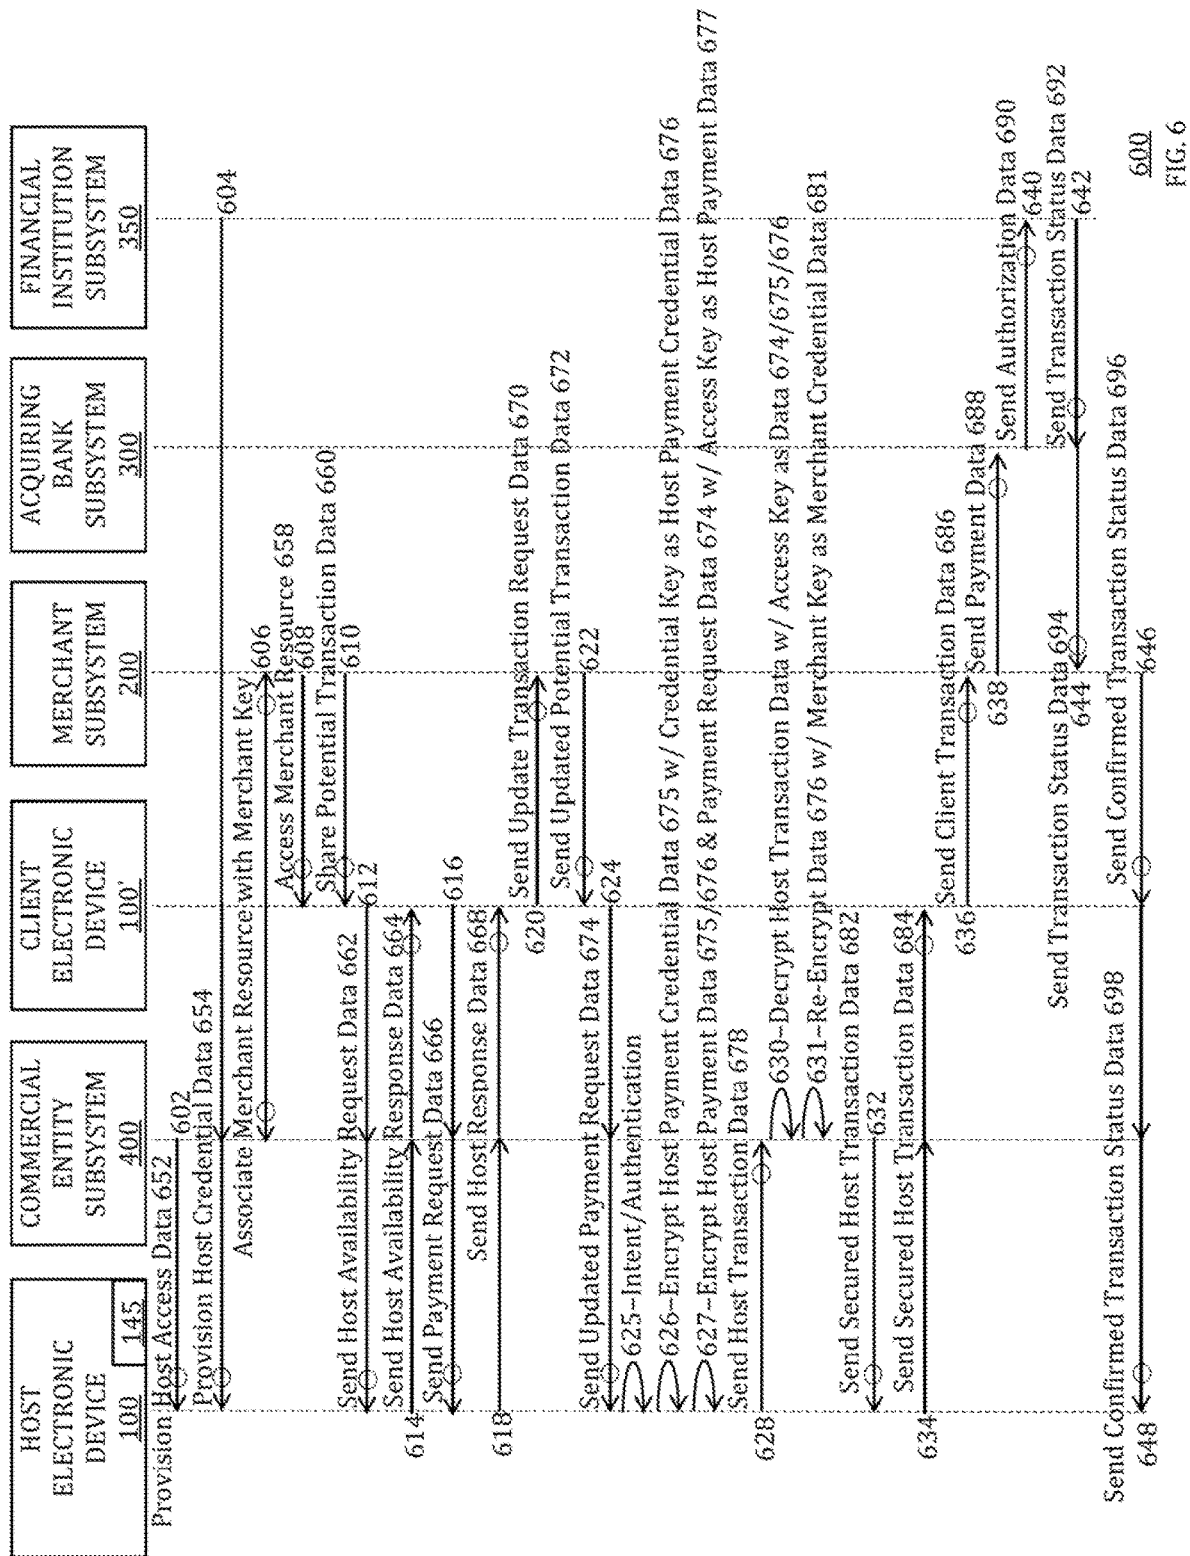 HOST
ELECTRONIC
DEVICE
100
145
COMMERCIAL
ENTITY
SUBSYSTEM
400
CLIENT
ELECTRONIC
DEVICE
100'
MERCHANT
SUBSYSTEM
200
ACQUIRING
BANK
SUBSYSTEM
300
FINANCIAL
INSTITUTION
SUBSYSTEM
350
Provision Host Access Data 652
602
Provision Host Credential Data 654
604
Associate Merchant Resource with Merchant Key
606
Access Merchant Resource 658
608
Share Potential Transaction Data 660
610
Send Host Availability Request Data 662
612
Send Host Availability Response Data 664
614
Send Payment Request Data 666
616
Send Host Response Data 668
618
Send Update Transaction Request Data 670
620
Send Updated Potential Transaction Data 672
622
Send Updated Payment Request Data 674
624
625–Intent/Authentication
626–Encrypt Host Payment Credential Data 675 w/ Credential Key as Host Payment Credential Data 676
627–Encrypt Host Payment Data 675/676 & Payment Request Data 674 w/ Access Key as Host Payment Data 677
Send Host Transaction Data 678
628
630–Decrypt Host Transaction Data w/ Access Key as Data 674/675/676
631–Re-Encrypt Data 676 w/ Merchant Key as Merchant Credential Data 681
Send Secured Host Transaction Data 682
632
Send Secured Host Transaction Data 684
634
Send Client Transaction Data 686
636
Send Payment Data 688
638
Send Authorization Data 690
640
Send Transaction Status Data 692
642
Send Transaction Status Data 694
644
Send Confirmed Transaction Status Data 696
646
Send Confirmed Transaction Status Data 698
648
600
FIG. 6